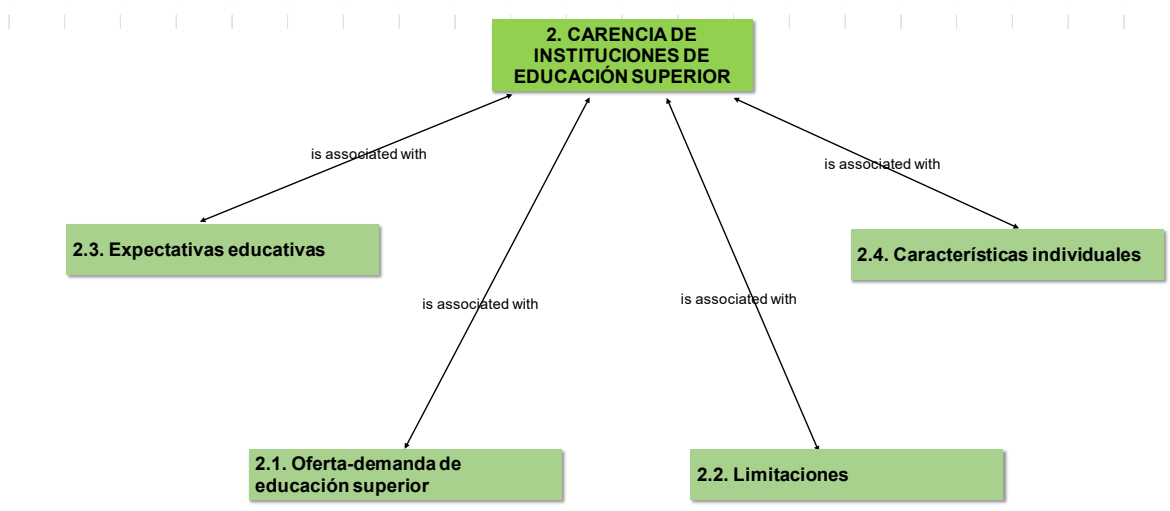 2. CARENCIA DE
INSTITUCIONES DE
EDUCACIÓN SUPERIOR
is associated with
is associated with
2.3. Expectativas educativas
2.4. Características individuales
is associated with
is associated with
2.1. Oferta-demanda de
educación superior
2.2. Limitaciones